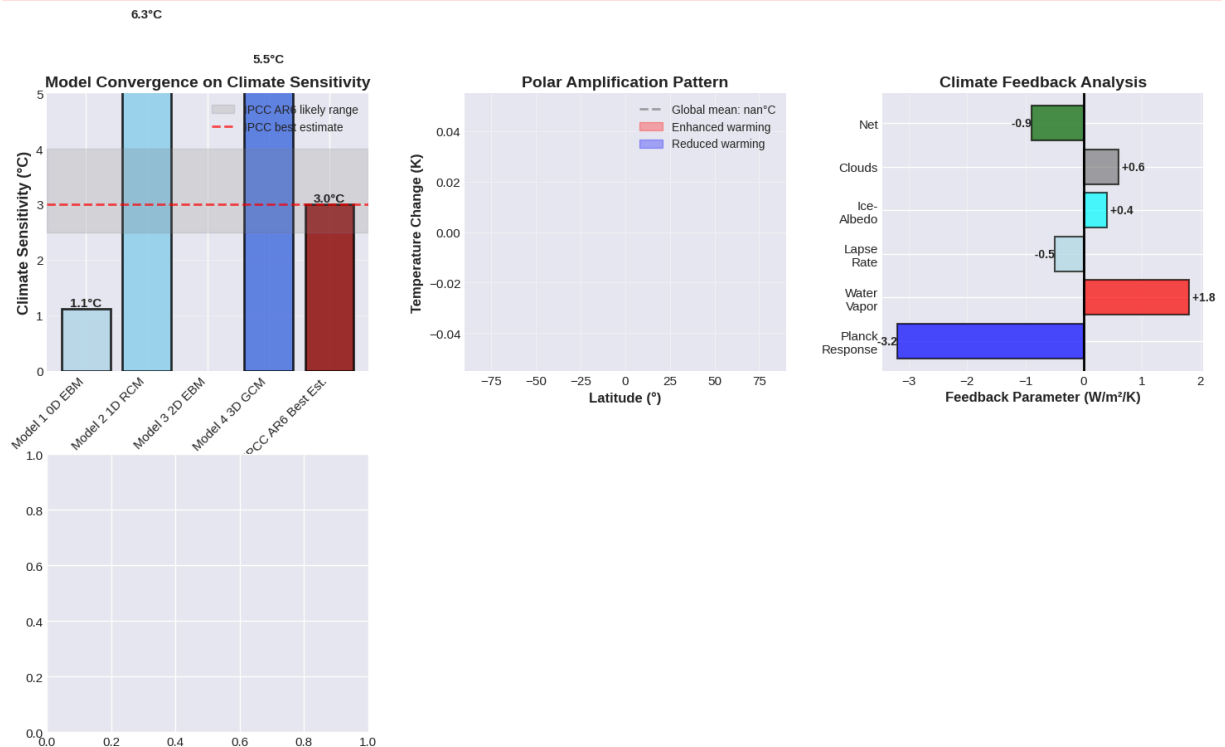 6.3°C
5.5°C
Model Convergence on Climate Sensitivity
5
4
3
2
1
0
Climate Sensitivity (°C)
IPCC AR6 likely range
IPCC best estimate
1.1°C
3.0°C
Model 1 0D EBM
Model 2 1D RCM
Model 3 2D EBM
Model 4 3D GCM
IPCC AR6 Best Est.
Polar Amplification Pattern
0.04
0.02
0.00
−0.02
−0.04
Temperature Change (K)
Global mean: nan°C
Enhanced warming
Reduced warming
−75
−50
−25
0
25
50
75
Latitude (°)
Climate Feedback Analysis
Net
Clouds
Ice-
Albedo
Lapse
Rate
Water
Vapor
Planck
Response
-0.9
+0.6
+0.4
-0.5
+1.8
-3.2
−3
−2
−1
0
1
2
Feedback Parameter (W/m²/K)
1.0
0.8
0.6
0.4
0.2
0.0
0.0
0.2
0.4
0.6
0.8
1.0